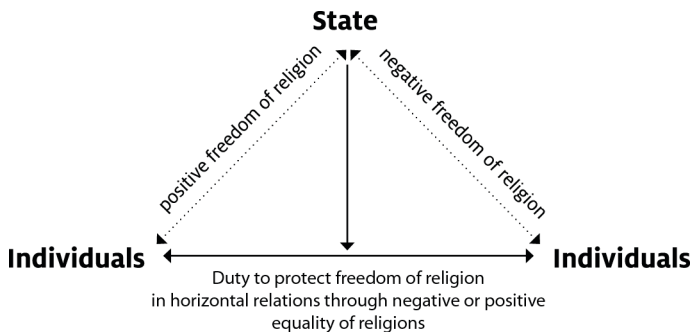 State
positive freedom of religion
negative freedom of religion
Individuals
Individuals
Duty to protect freedom of religion
in horizontal relations through negative or positive
equality of religions